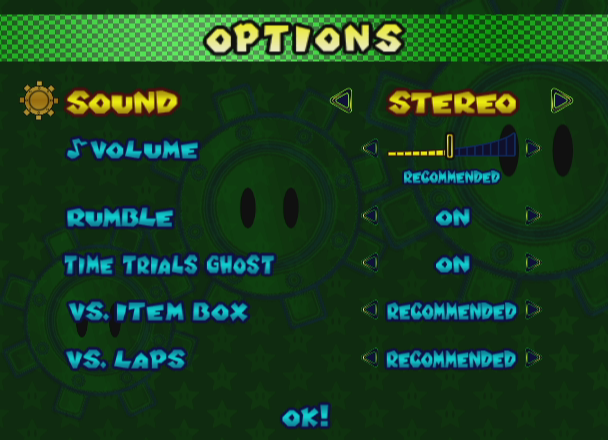 OPTIONS
SOUND STEREO
♪VOLUME
RECOMMENDED
RUMBLE ON
TIME TRIALS GHOST ON
VS. ITEM BOX RECOMMENDED
VS. LAPS RECOMMENDED
OK!